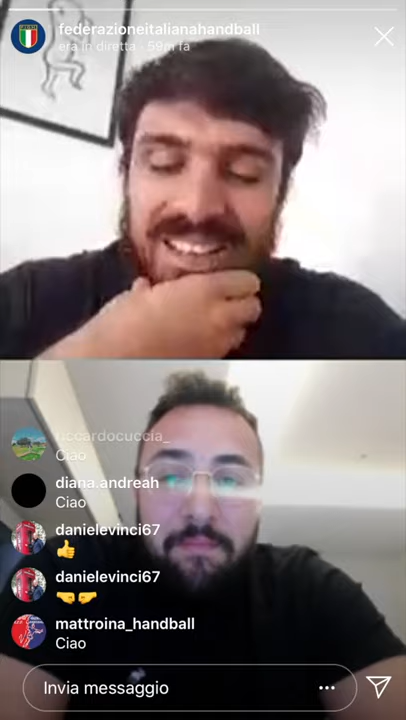 federazioneitalianahandball
era in diretta · 59m fa
riccardocuccia_
Ciao
diana.andreah
Ciao
danielevinci67
👍
danielevinci67
🤜🤛
mattroina_handball
Ciao
Invia messaggio